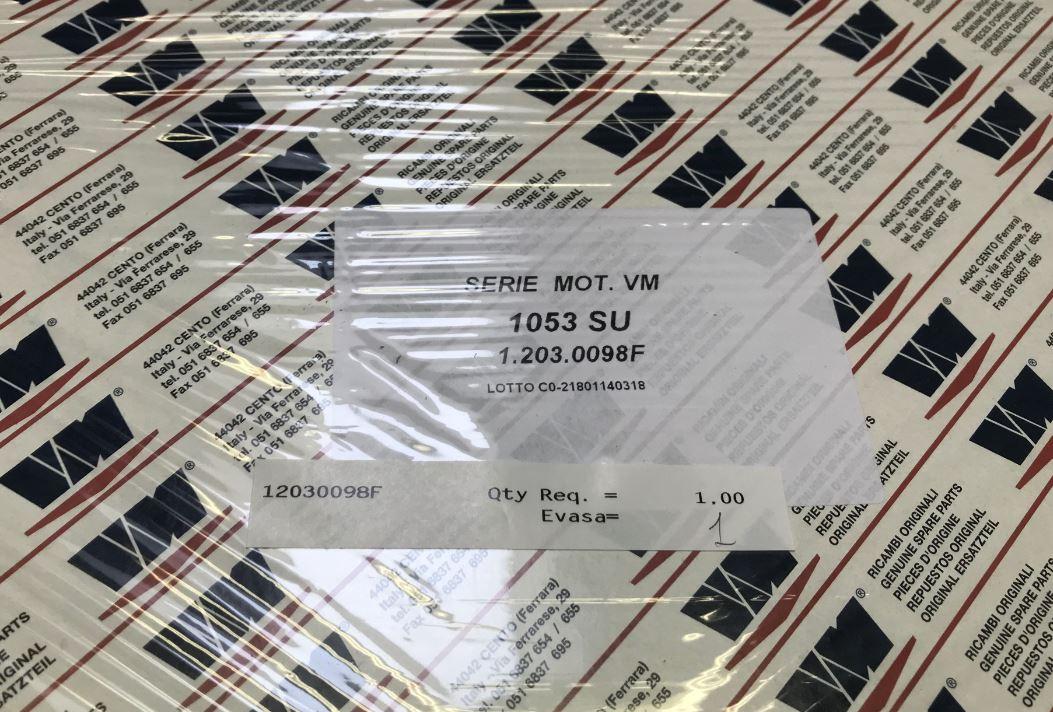 SERIE MOT. VM
1053 SU
1.203.0098F
LOTTO C0-21801140318
12030098F Qty Req. = 1.00
Evasa= 1
VM ®
44042 CENTO (Ferrara)
Italy - Via Ferrarese, 29
tel. 051 6837 654 / 655
Fax 051 6837 695
RICAMBI ORIGINALI
GENUINE SPARE PARTS
PIECES D'ORIGINE
REPUESTOS ORIGINAL
ORIGINAL ERSATZTEIL